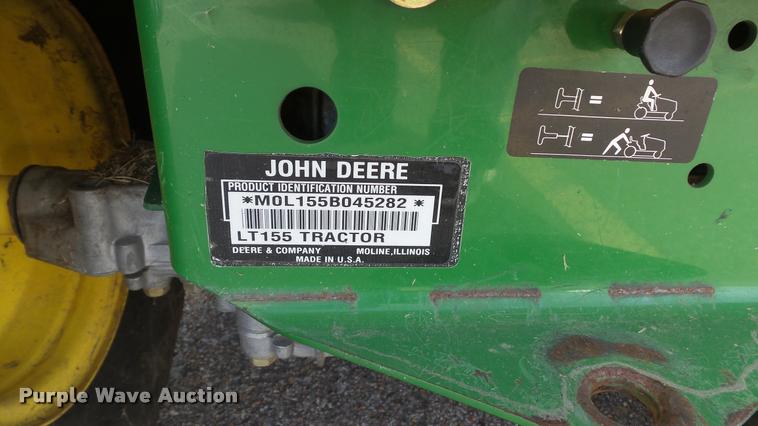 JOHN DEERE
PRODUCT IDENTIFICATION NUMBER
*M0L155B045282*
LT155 TRACTOR
DEERE & COMPANY MOLINE, ILLINOIS
MADE IN U.S.A.
=
=
Purple Wave Auction